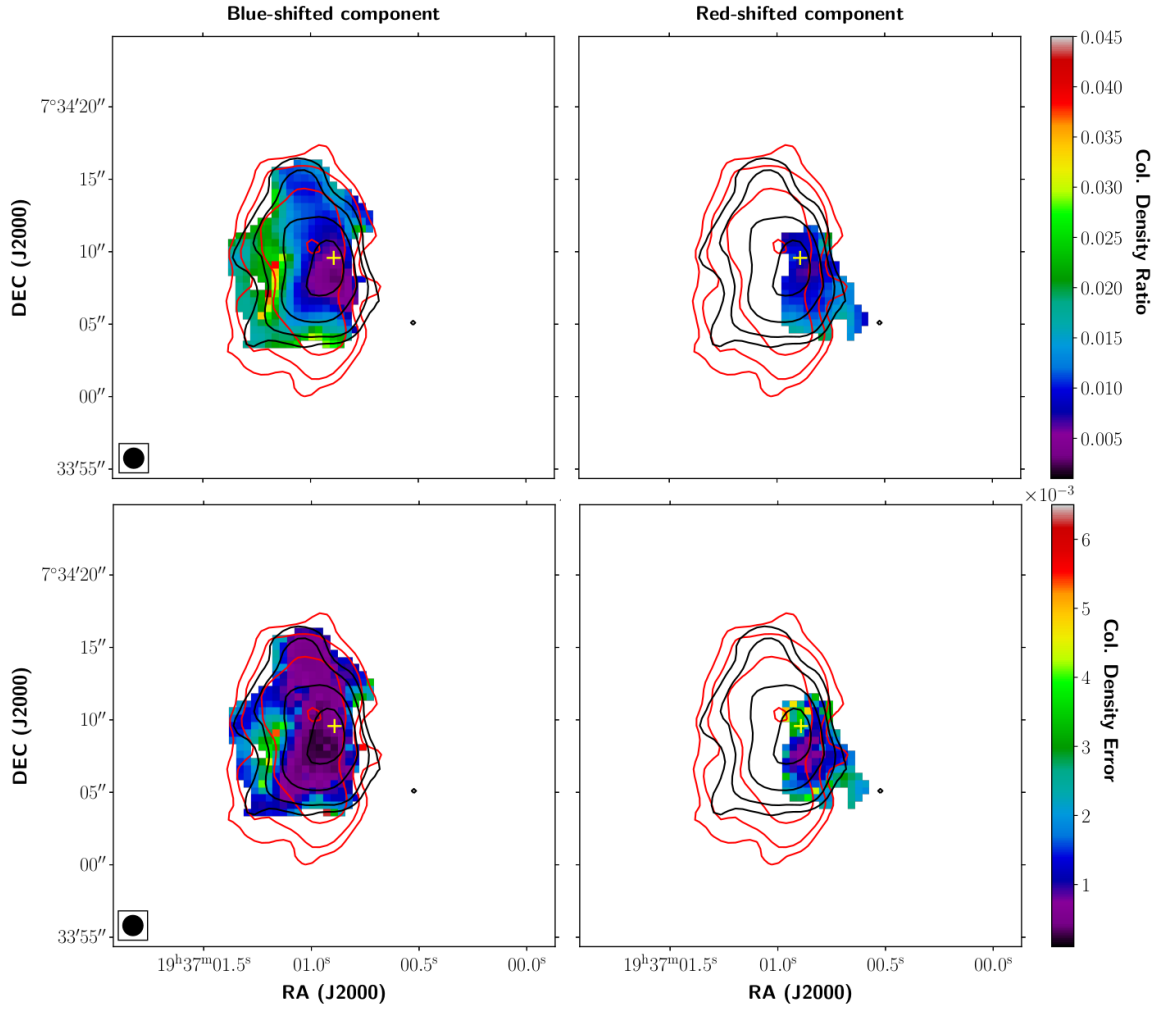 Blue-shifted component
Red-shifted component
DEC (J2000)
7°34′20″
15″
10″
05″
00″
33′55″
0.045
0.040
0.035
0.030
0.025
0.020
0.015
0.010
0.005
Col. Density Ratio
DEC (J2000)
7°34′20″
15″
10″
05″
00″
33′55″
×10⁻³
6
5
4
3
2
1
Col. Density Error
19ʰ37ᵐ01.5ˢ 01.0ˢ 00.5ˢ 00.0ˢ
19ʰ37ᵐ01.5ˢ 01.0ˢ 00.5ˢ 00.0ˢ
RA (J2000)
RA (J2000)